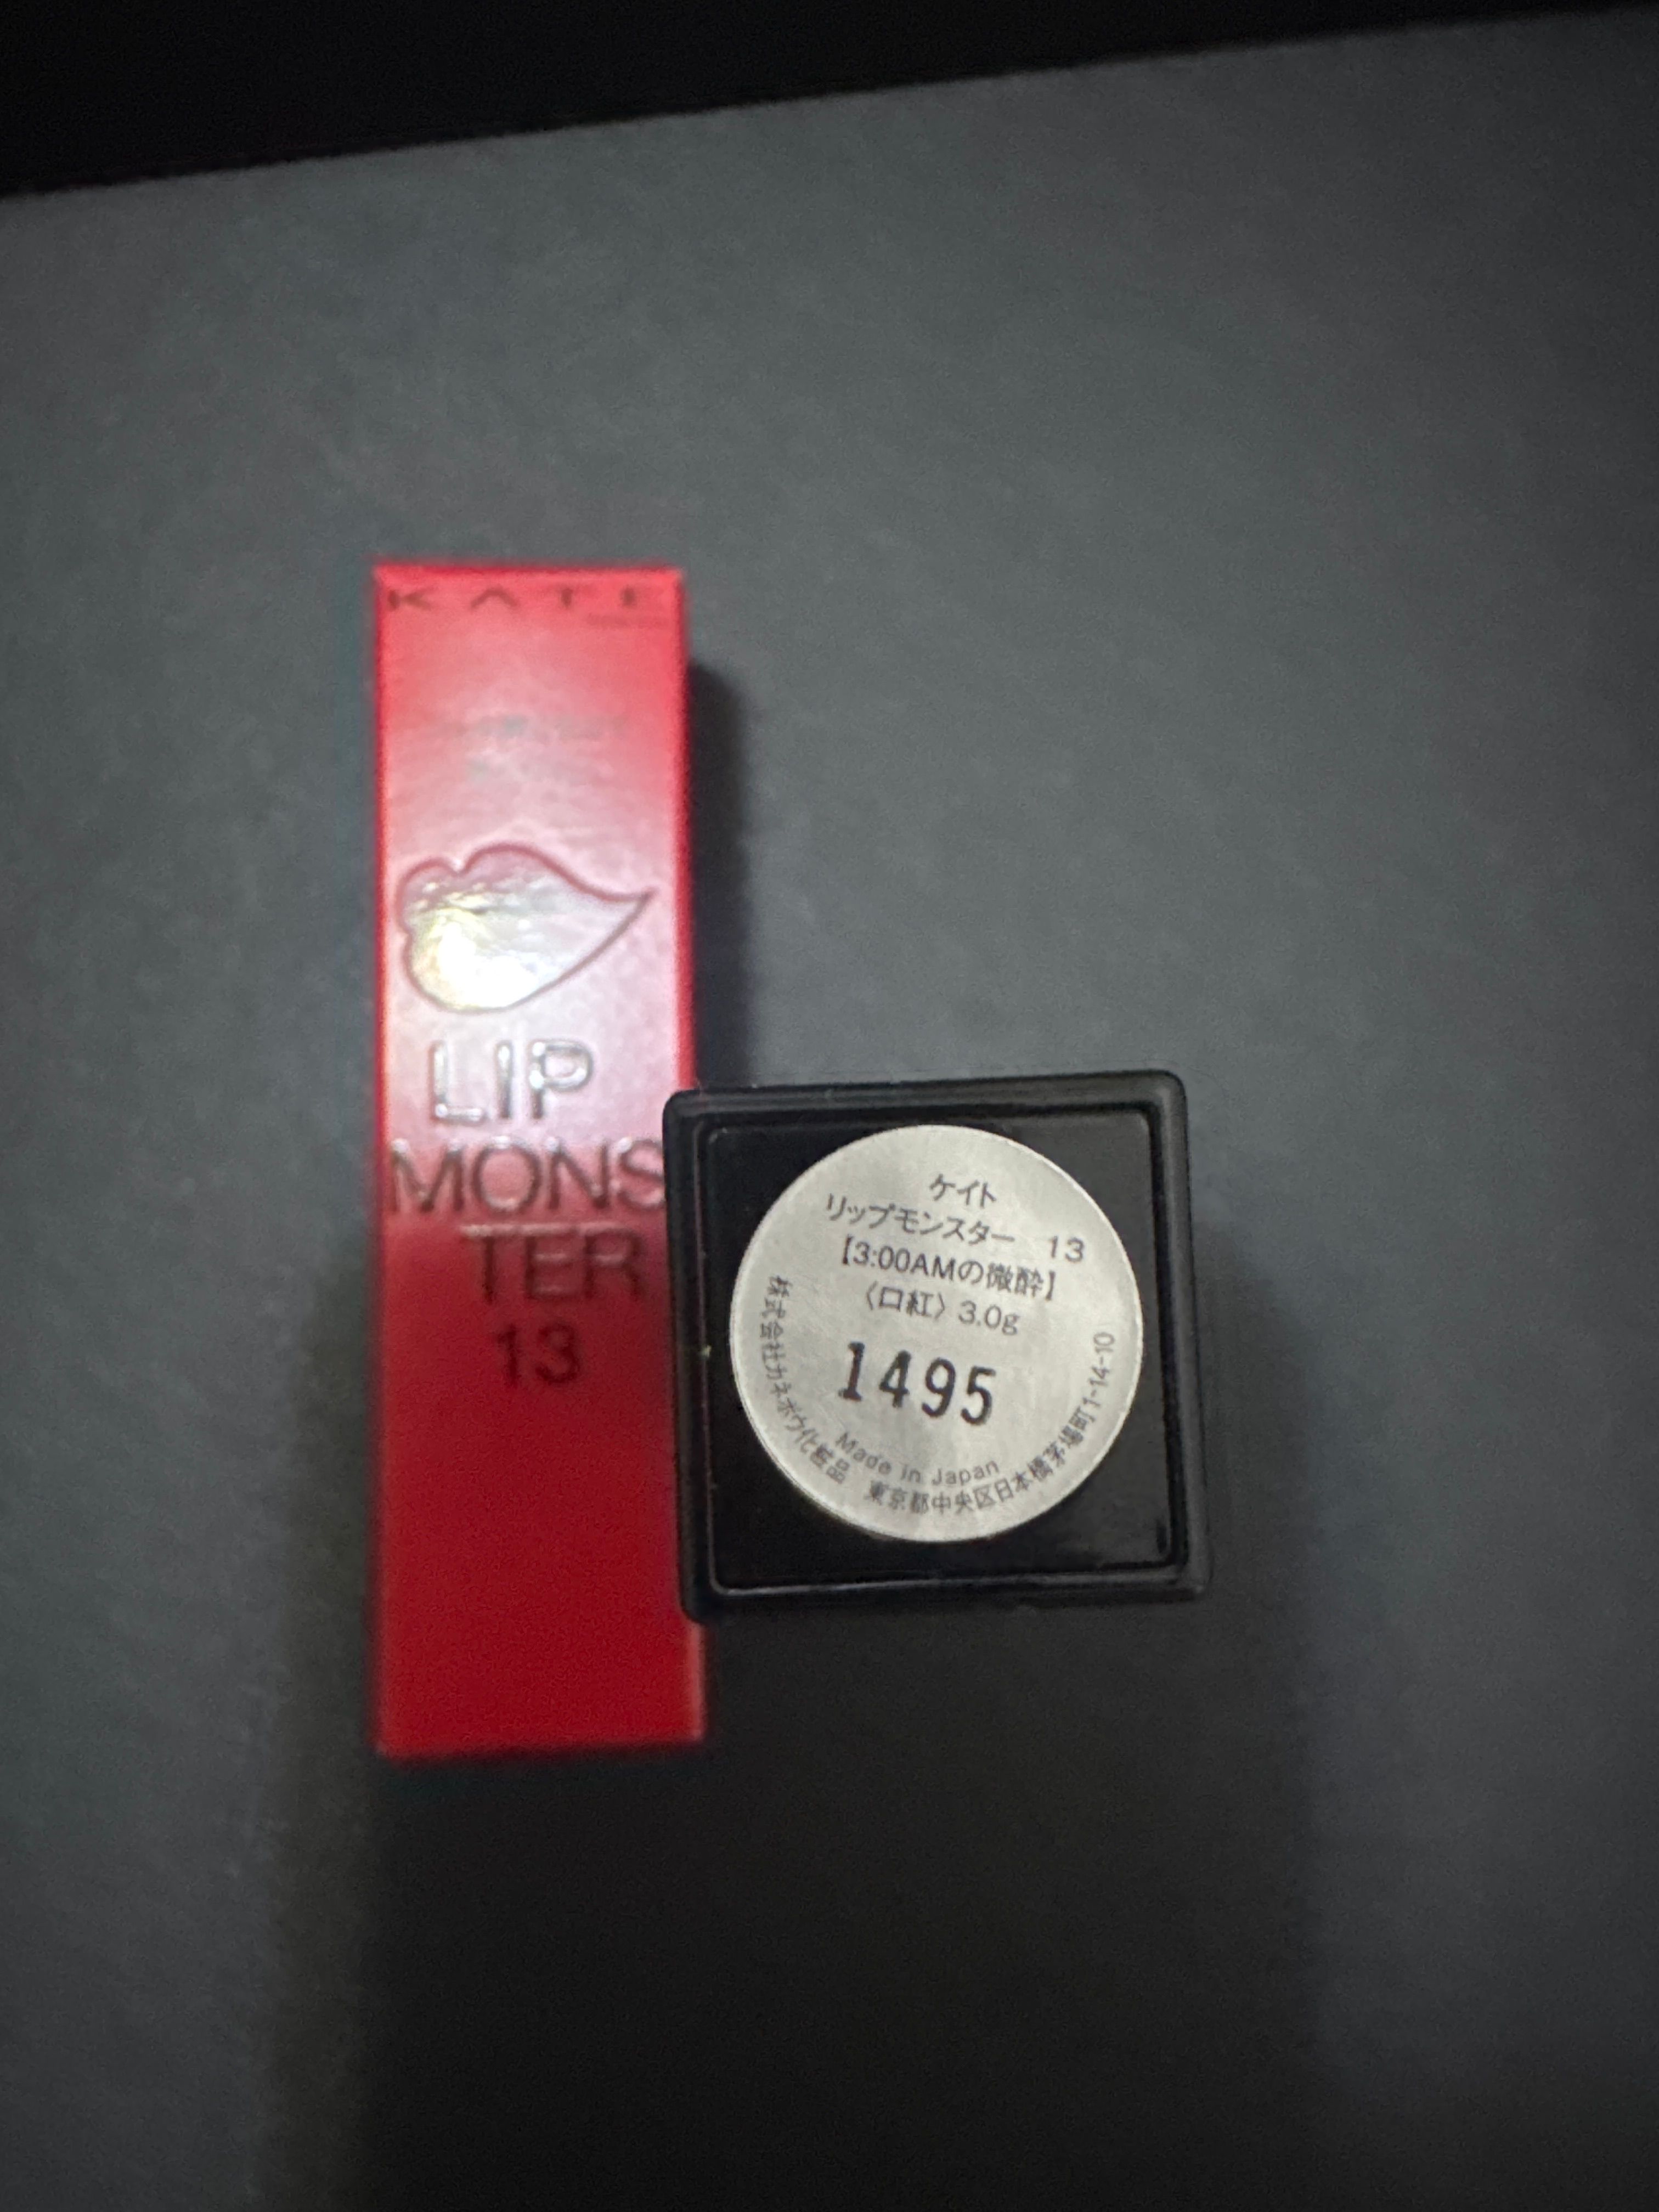 KATE
LIP
MONS
TER
13
ケイト
リップモンスター 13
【3:00AMの微酔】
〈口紅〉3.0g
1495
Made in Japan
株式会社カネボウ化粧品 東京都中央区日本橋茅場町1-14-10